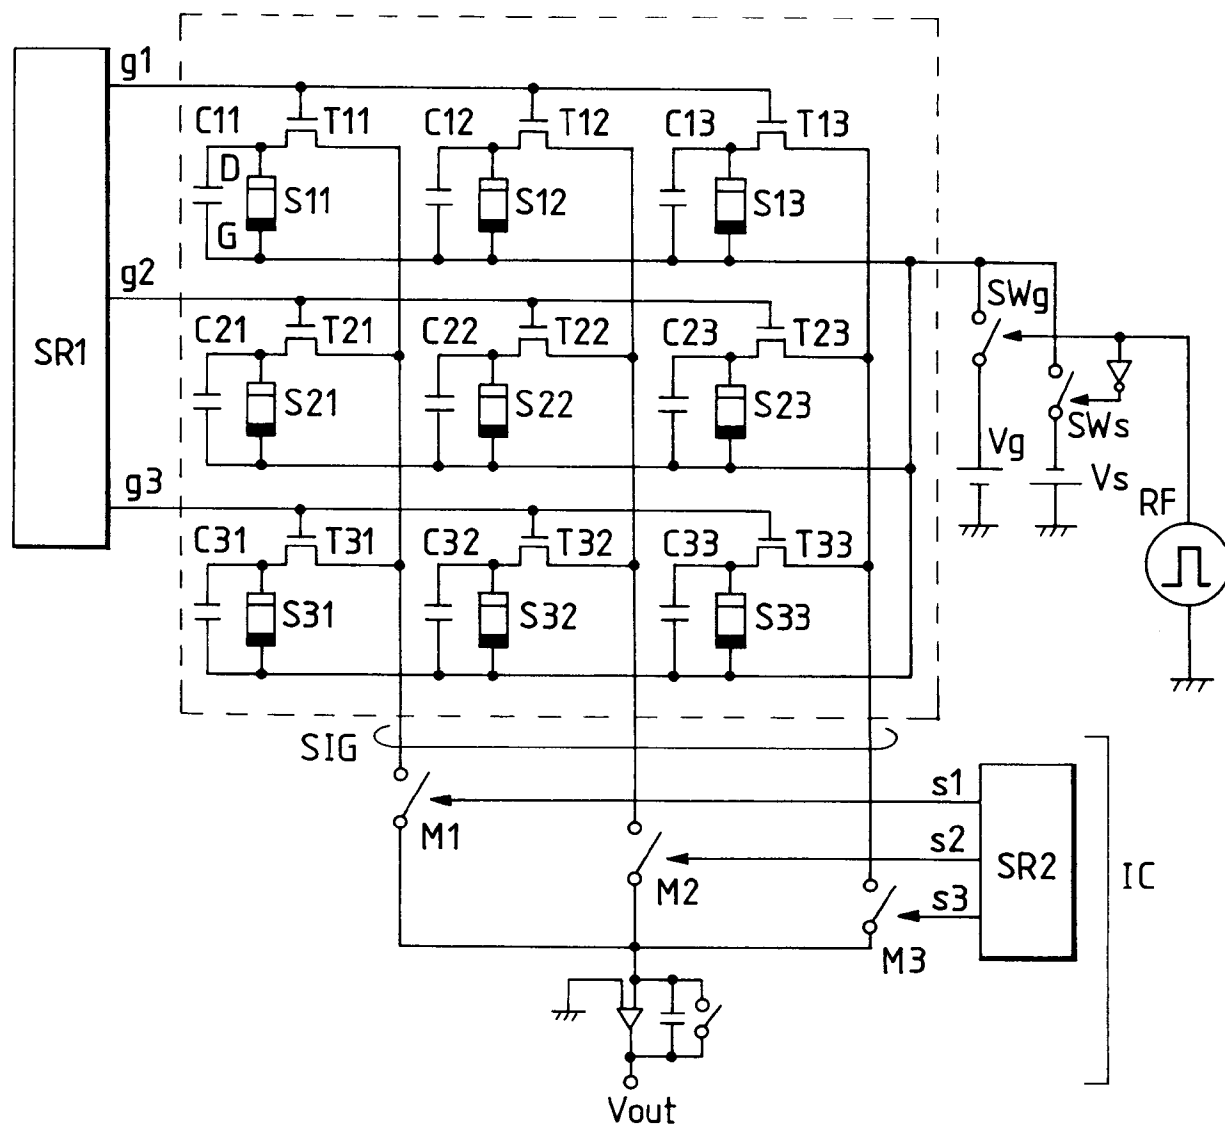 g1
C11 T11 C12 T12 C13 T13
D
S11 S12 S13
G
g2
SWg
C21 T21 C22 T22 C23 T23
SR1
S21 S22 S23
SWs
Vg
Vs
g3
RF
C31 T31 C32 T32 C33 T33
S31 S32 S33
SIG
s1
M1
s2
SR2
IC
M2
s3
M3
Vout